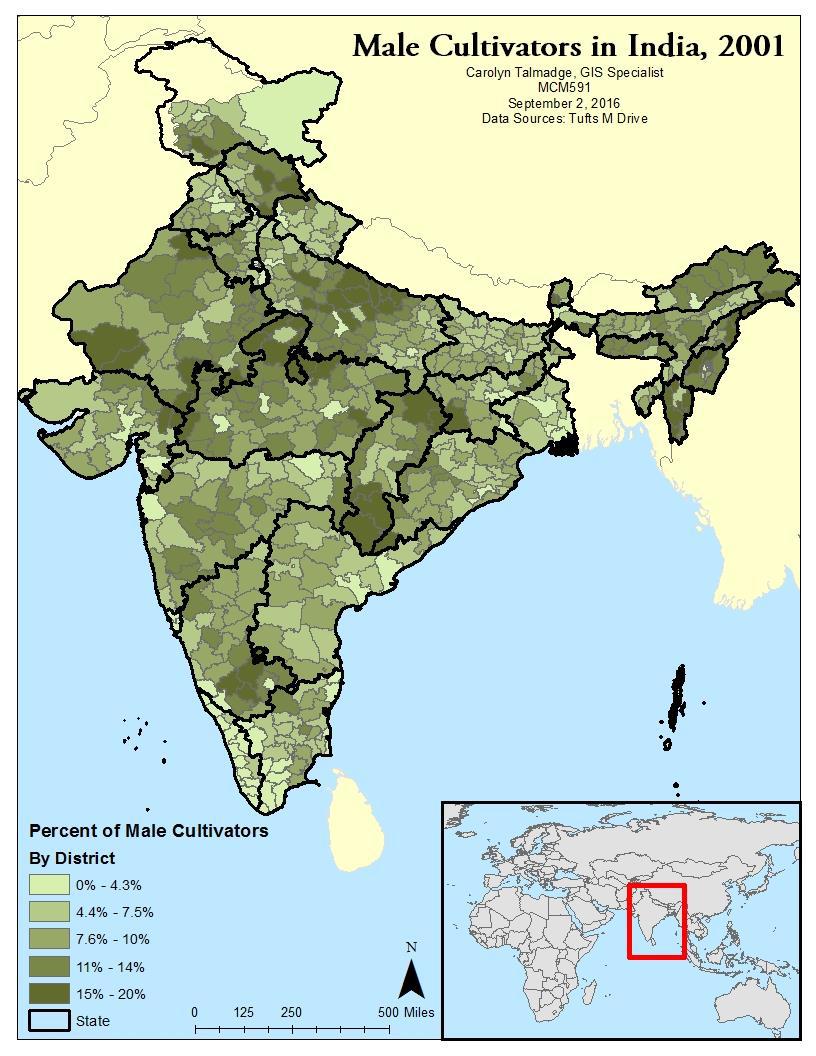 Male Cultivators in India, 2001
Carolyn Talmadge, GIS Specialist
MCM591
September 2, 2016
Data Sources: Tufts M Drive
Percent of Male Cultivators
By District
0% - 4.3%
4.4% - 7.5%
7.6% - 10%
11% - 14%
15% - 20%
State
N
0 125 250 500 Miles